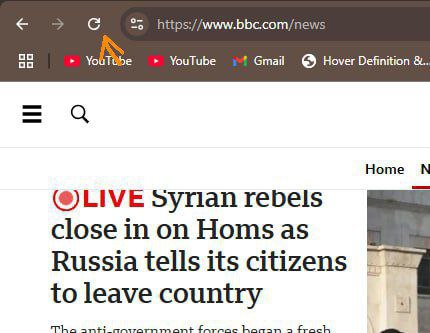 https://www.bbc.com/news
YouTube YouTube Gmail Hover Definition &...
Home N
LIVE Syrian rebels
close in on Homs as
Russia tells its citizens
to leave country
The anti-government forces began a fresh